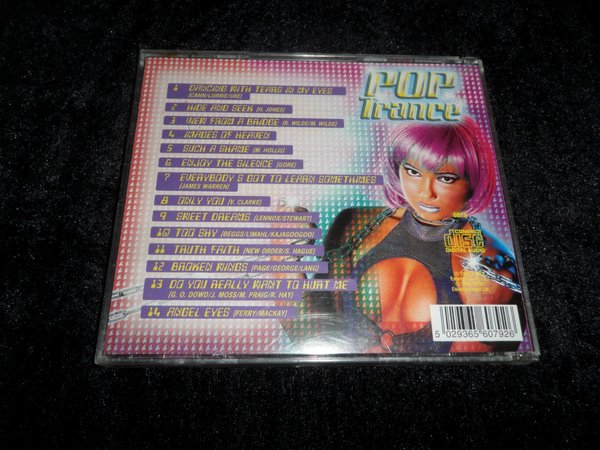 POP
Trance
1 DANCING WITH TEARS IN MY EYES
(CANN/CURRIE/URE)
2 HIDE AND SEEK (H. JONES)
3 VIEW FROM A BRIDGE (R. WILDE/M. WILDE)
4 IMAGES OF HEAVEN
5 SUCH A SHAME (M. HOLLIS)
6 ENJOY THE SILENCE (GORE)
7 EVERYBODY'S GOT TO LEARN SOMETHIMES
(JAMES WARREN)
8 ONLY YOU (V. CLARKE)
9 SWEET DREAMS (LENNOX/STEWART)
10 TOO SHY (BEGGS/LIMAHL/KAJAGOOGOO)
11 TRUTH FAITH (NEW ORDER/S. HAGUE)
12 BROKEN WINGS (PAGE/GEORGE/LANG)
13 DO YOU REALLY WANT TO HURT ME
(G. O. DOWD/J. MOSS/M. PRAIG/R. HAY)
14 ANGEL EYES (FERRY/MACKAY)
COMPACT
DISC
DIGITAL AUDIO
5 029365 607926